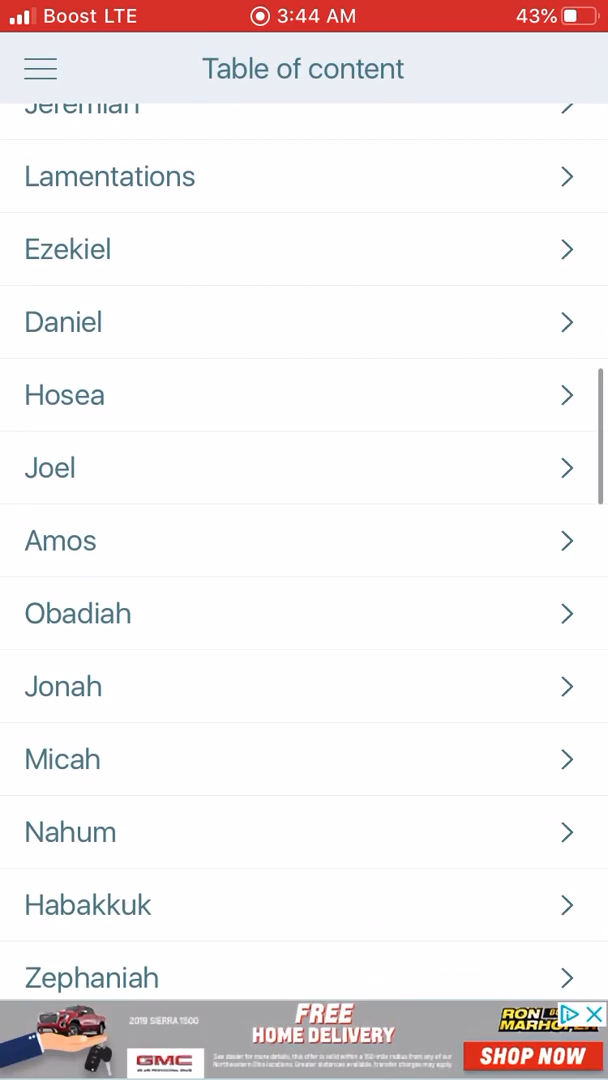 Boost LTE 3:44 AM 43%
Table of content
Jeremiah
Lamentations
Ezekiel
Daniel
Hosea
Joel
Amos
Obadiah
Jonah
Micah
Nahum
Habakkuk
Zephaniah
2019 SIERRA 1500
GMC
FREE
HOME DELIVERY
RON
SHOP NOW